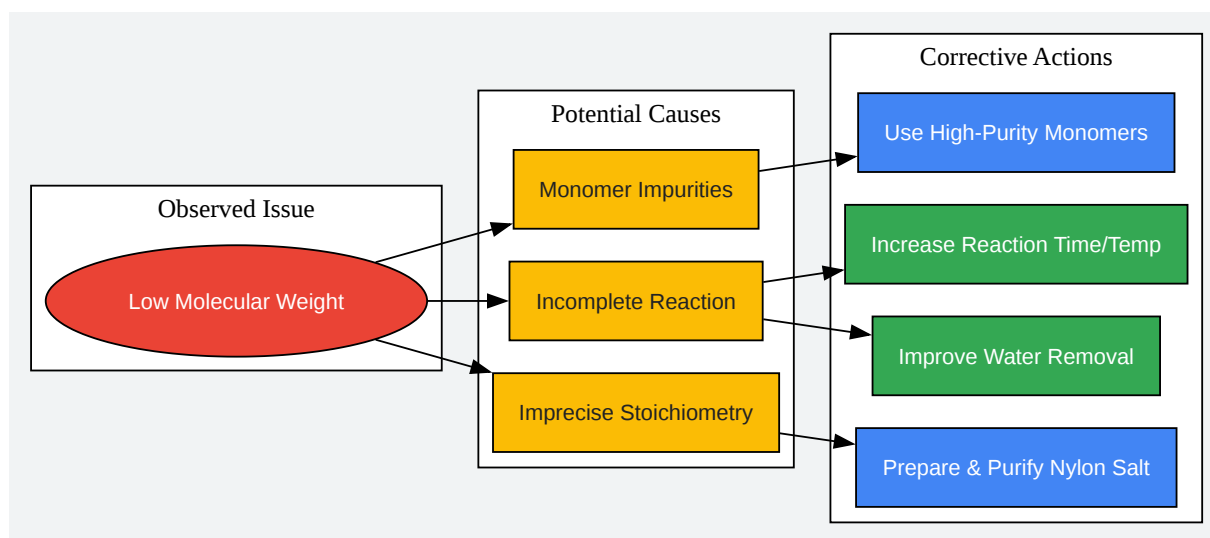 Observed Issue
Low Molecular Weight
Potential Causes
Monomer Impurities
Incomplete Reaction
Imprecise Stoichiometry
Corrective Actions
Use High-Purity Monomers
Increase Reaction Time/Temp
Improve Water Removal
Prepare & Purify Nylon Salt